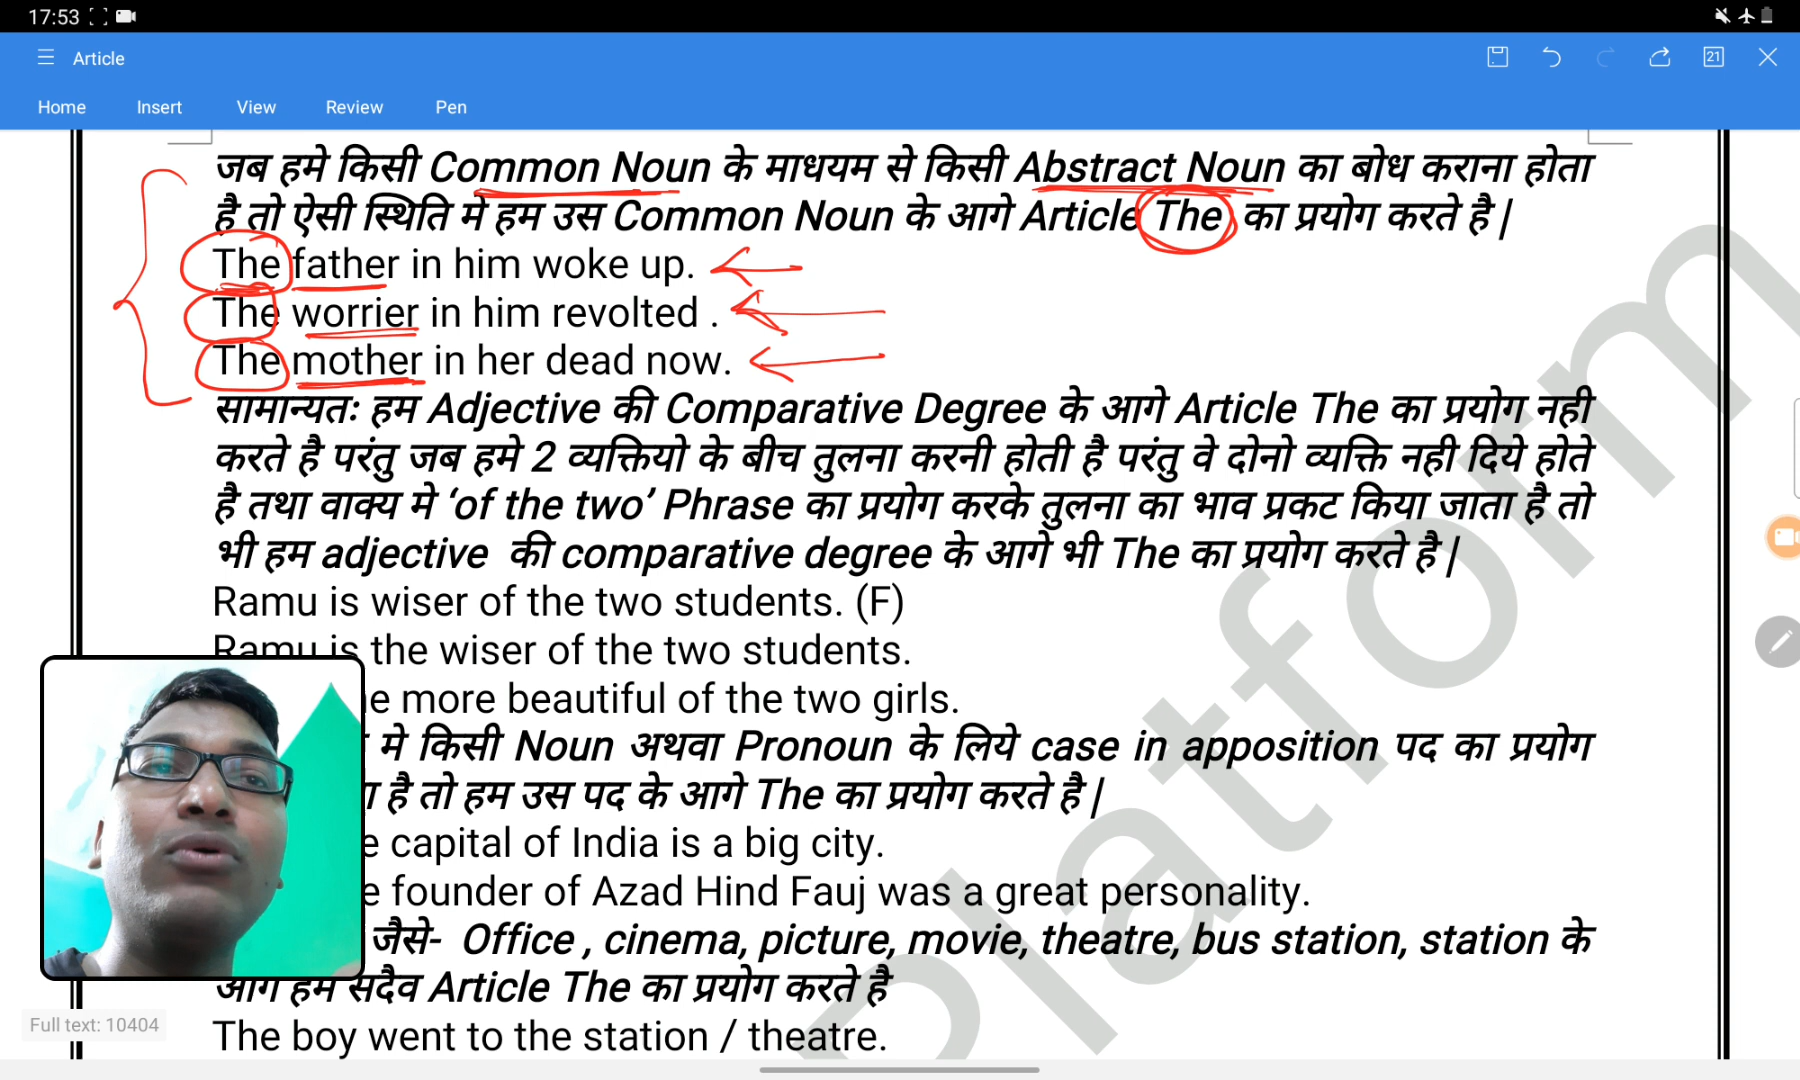 17:53
Article
21
Home Insert View Review Pen
जब हमे किसी Common Noun के माधयम से किसी Abstract Noun का बोध कराना होता
है तो ऐसी स्थिति मे हम उस Common Noun के आगे Article The का प्रयोग करते है|
The father in him woke up.
The worrier in him revolted .
The mother in her dead now.
सामान्यतः हम Adjective की Comparative Degree के आगे Article The का प्रयोग नही
करते है परंतु जब हमे 2 व्यक्तियो के बीच तुलना करनी होती है परंतु वे दोनो व्यक्ति नही दिये होते
है तथा वाक्य मे ‘of the two’ Phrase का प्रयोग करके तुलना का भाव प्रकट किया जाता है तो
भी हम adjective की comparative degree के आगे भी The का प्रयोग करते है|
Ramu is wiser of the two students. (F)
Ramu is the wiser of the two students.
more beautiful of the two girls.
मे किसी Noun अथवा Pronoun के लिये case in apposition पद का प्रयोग
है तो हम उस पद के आगे The का प्रयोग करते है|
capital of India is a big city.
founder of Azad Hind Fauj was a great personality.
जैसे- Office , cinema, picture, movie, theatre, bus station, station के
आगे हम सदैव Article The का प्रयोग करते है
The boy went to the station / theatre.
Full text: 10404
Platform